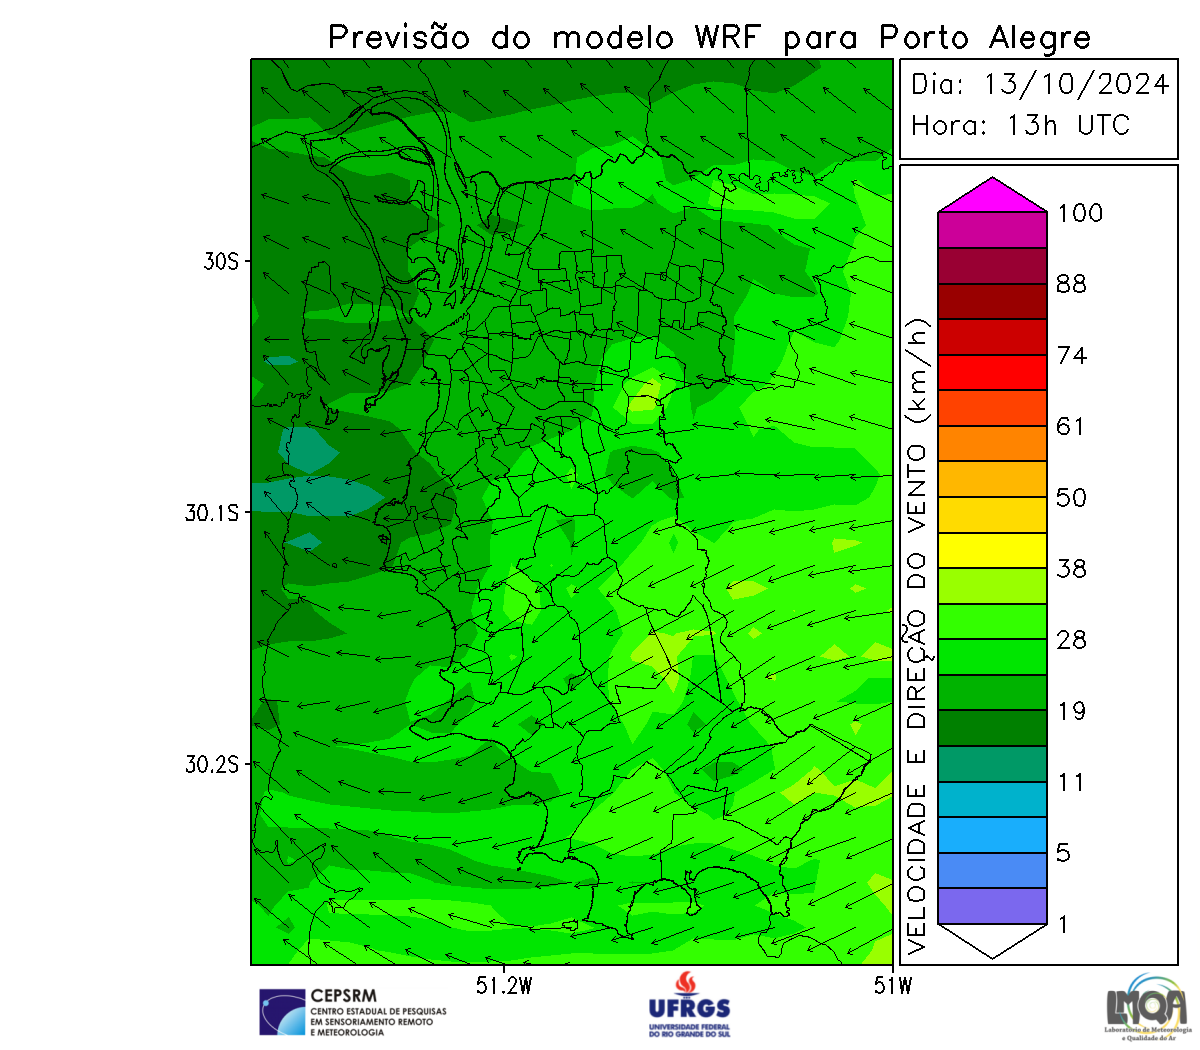 Previsão do modelo WRF para Porto Alegre
Dia: 13/10/2024
Hora: 13h UTC
30S
30.1S
30.2S
51.2W
51W
VELOCIDADE E DIREÇÃO DO VENTO (km/h)
100
88
74
61
50
38
28
19
11
5
1
CEPSRM
CENTRO ESTADUAL DE PESQUISAS
EM SENSORIAMENTO REMOTO
E METEOROLOGIA
UFRGS
UNIVERSIDADE FEDERAL
DO RIO GRANDE DO SUL
LMQA
Laboratório de Meteorologia
e Qualidade do Ar